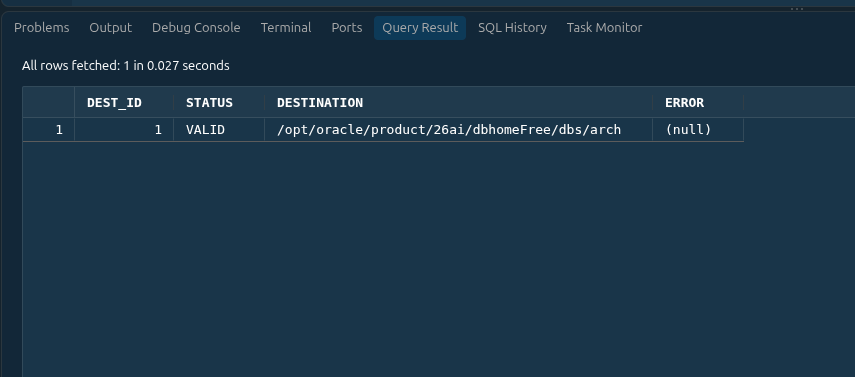 Problems Output Debug Console Terminal Ports Query Result SQL History Task Monitor
All rows fetched: 1 in 0.027 seconds
DEST_ID STATUS DESTINATION ERROR
1 1 VALID /opt/oracle/product/26ai/dbhomeFree/dbs/arch (null)